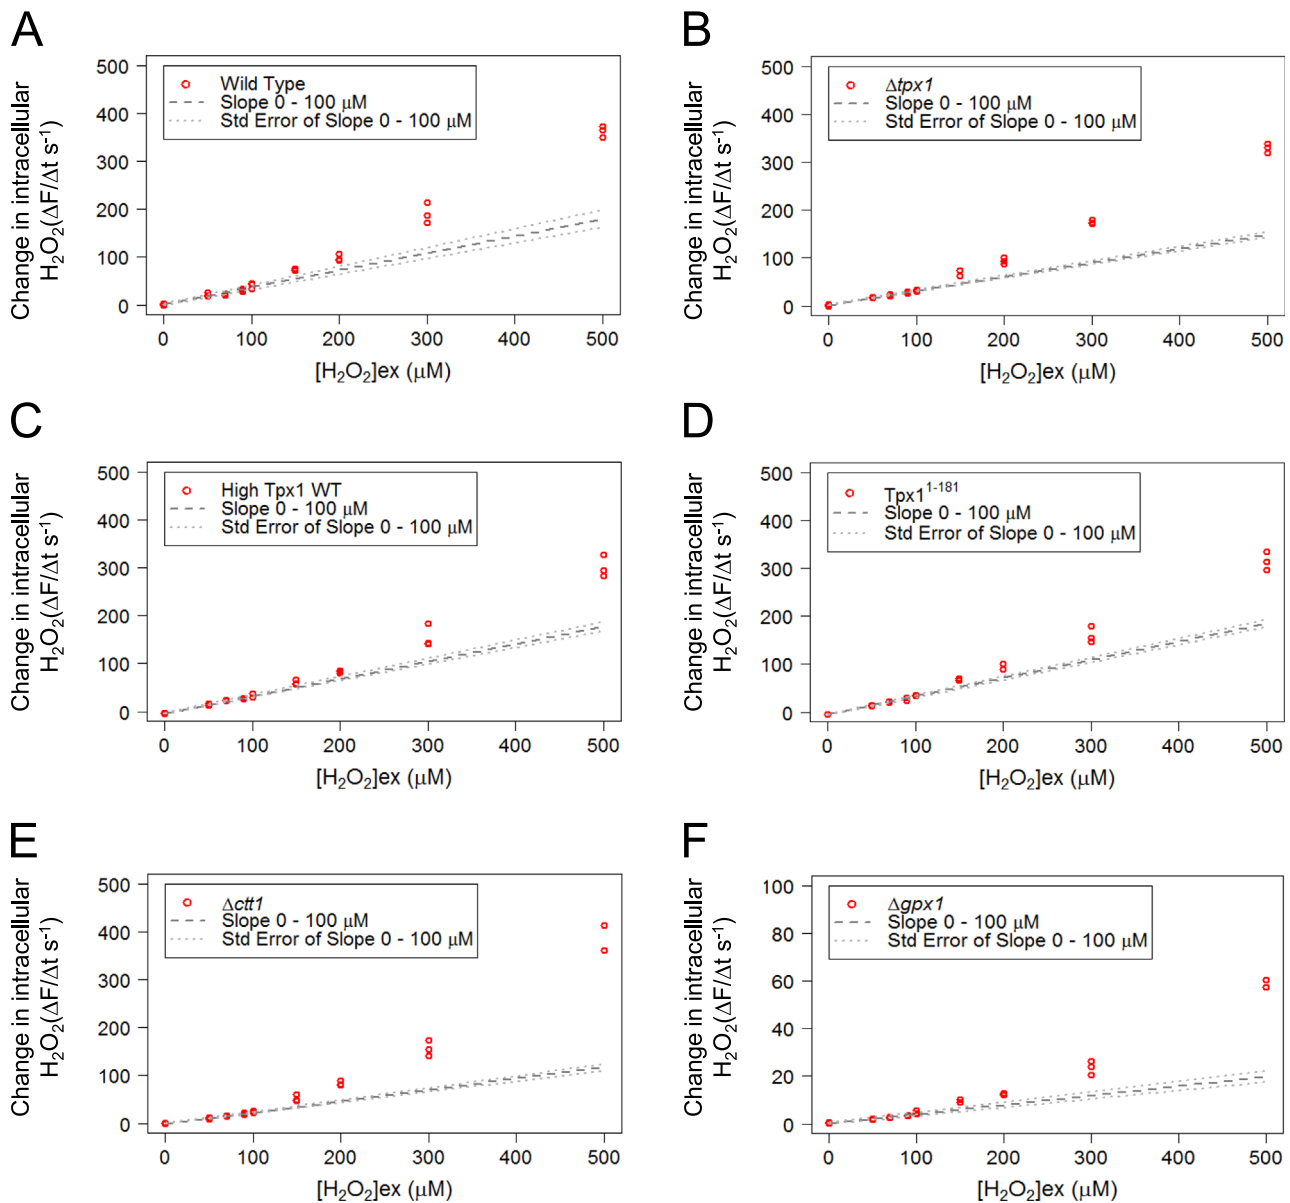 A
Change in intracellular
H₂O₂(ΔF/Δt s⁻¹)
500
400
300
200
100
0
Wild Type
Slope 0 - 100 μM
Std Error of Slope 0 - 100 μM
0 100 200 300 400 500
[H₂O₂]ex (μM)
B
Change in intracellular
H₂O₂(ΔF/Δt s⁻¹)
500
400
300
200
100
0
Δtpx1
Slope 0 - 100 μM
Std Error of Slope 0 - 100 μM
0 100 200 300 400 500
[H₂O₂]ex (μM)
C
Change in intracellular
H₂O₂(ΔF/Δt s⁻¹)
500
400
300
200
100
0
High Tpx1 WT
Slope 0 - 100 μM
Std Error of Slope 0 - 100 μM
0 100 200 300 400 500
[H₂O₂]ex (μM)
D
Change in intracellular
H₂O₂(ΔF/Δt s⁻¹)
500
400
300
200
100
0
Tpx1¹⁻¹⁸¹
Slope 0 - 100 μM
Std Error of Slope 0 - 100 μM
0 100 200 300 400 500
[H₂O₂]ex (μM)
E
Change in intracellular
H₂O₂(ΔF/Δt s⁻¹)
500
400
300
200
100
0
Δctt1
Slope 0 - 100 μM
Std Error of Slope 0 - 100 μM
0 100 200 300 400 500
[H₂O₂]ex (μM)
F
Change in intracellular
H₂O₂(ΔF/Δt s⁻¹)
100
80
60
40
20
0
Δgpx1
Slope 0 - 100 μM
Std Error of Slope 0 - 100 μM
0 100 200 300 400 500
[H₂O₂]ex (μM)